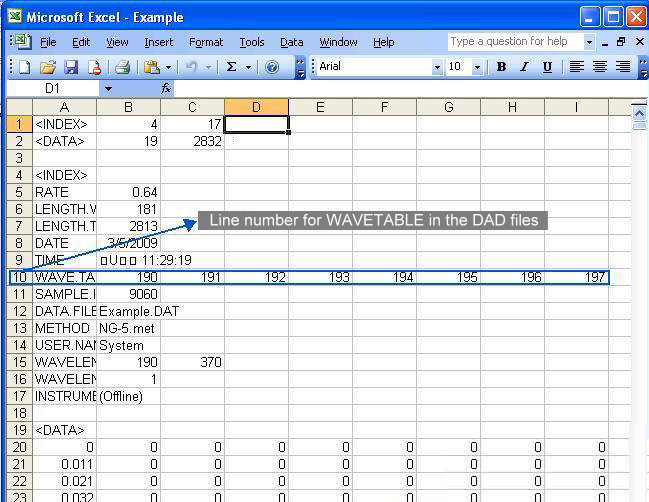 Microsoft Excel - Example
File Edit View Insert Format Tools Data Window Help Type a question for help
Arial 10 B I U
D1 fx
A B C D E F G H I
1 <INDEX> 4 17
2 <DATA> 19 2832
3
4 <INDEX>
5 RATE 0.64
6 LENGTH.W 181
7 LENGTH.T 2813
8 DATE 3/5/2009
9 TIME 11:29:19
10 WAVE.TA 190 191 192 193 194 195 196 197
11 SAMPLE.I 9060
12 DATA.FILE Example.DAT
13 METHOD NG-5.met
14 USER.NAM System
15 WAVELEN 190 370
16 WAVELEN 1
17 INSTRUME (Offline)
18
19 <DATA>
20 0 0 0 0 0 0 0 0 0
21 0.011 0 0 0 0 0 0 0 0
22 0.021 0 0 0 0 0 0 0 0
23 0.032 0 0 0 0 0 0 0 0
Line number for WAVETABLE in the DAD files